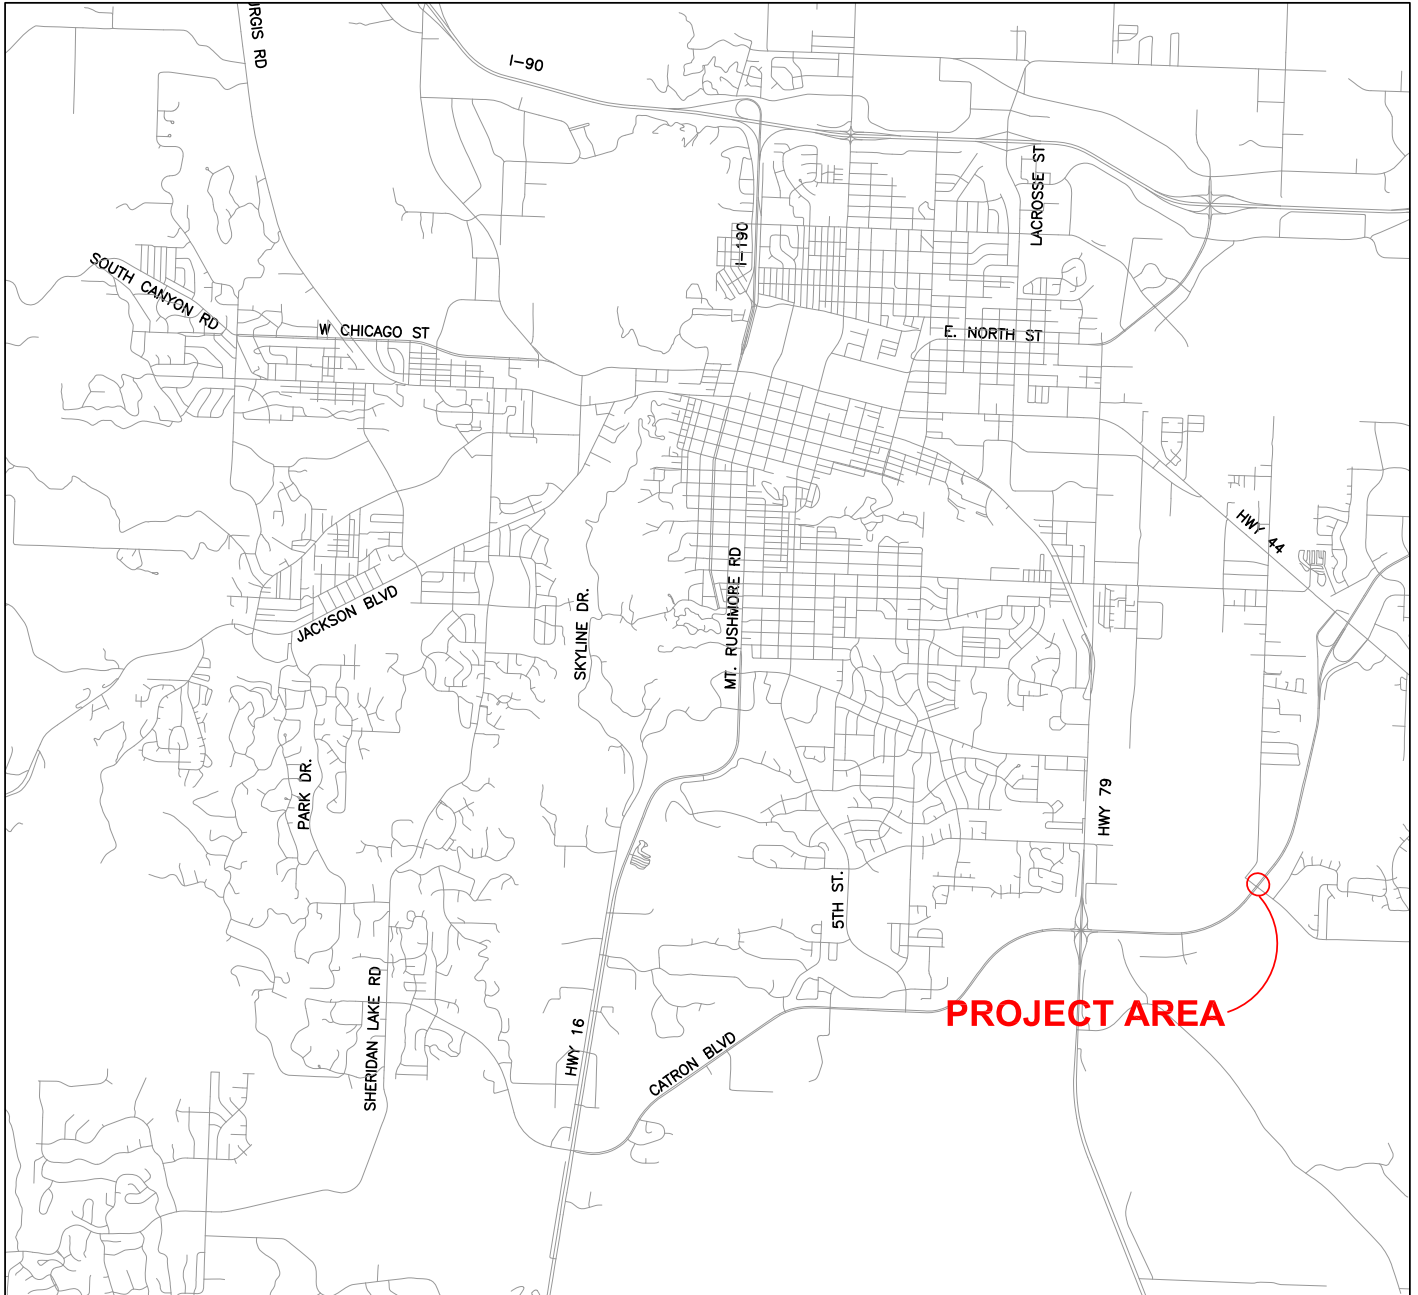 URGIS RD
I-90
LACROSSE ST
I-190
SOUTH CANYON RD
W CHICAGO ST
E. NORTH ST
HWY 44
JACKSON BLVD
SKYLINE DR.
MT. RUSHMORE RD
PARK DR.
HWY 79
5TH ST.
SHERIDAN LAKE RD
HWY 16
CATRON BLVD
PROJECT AREA